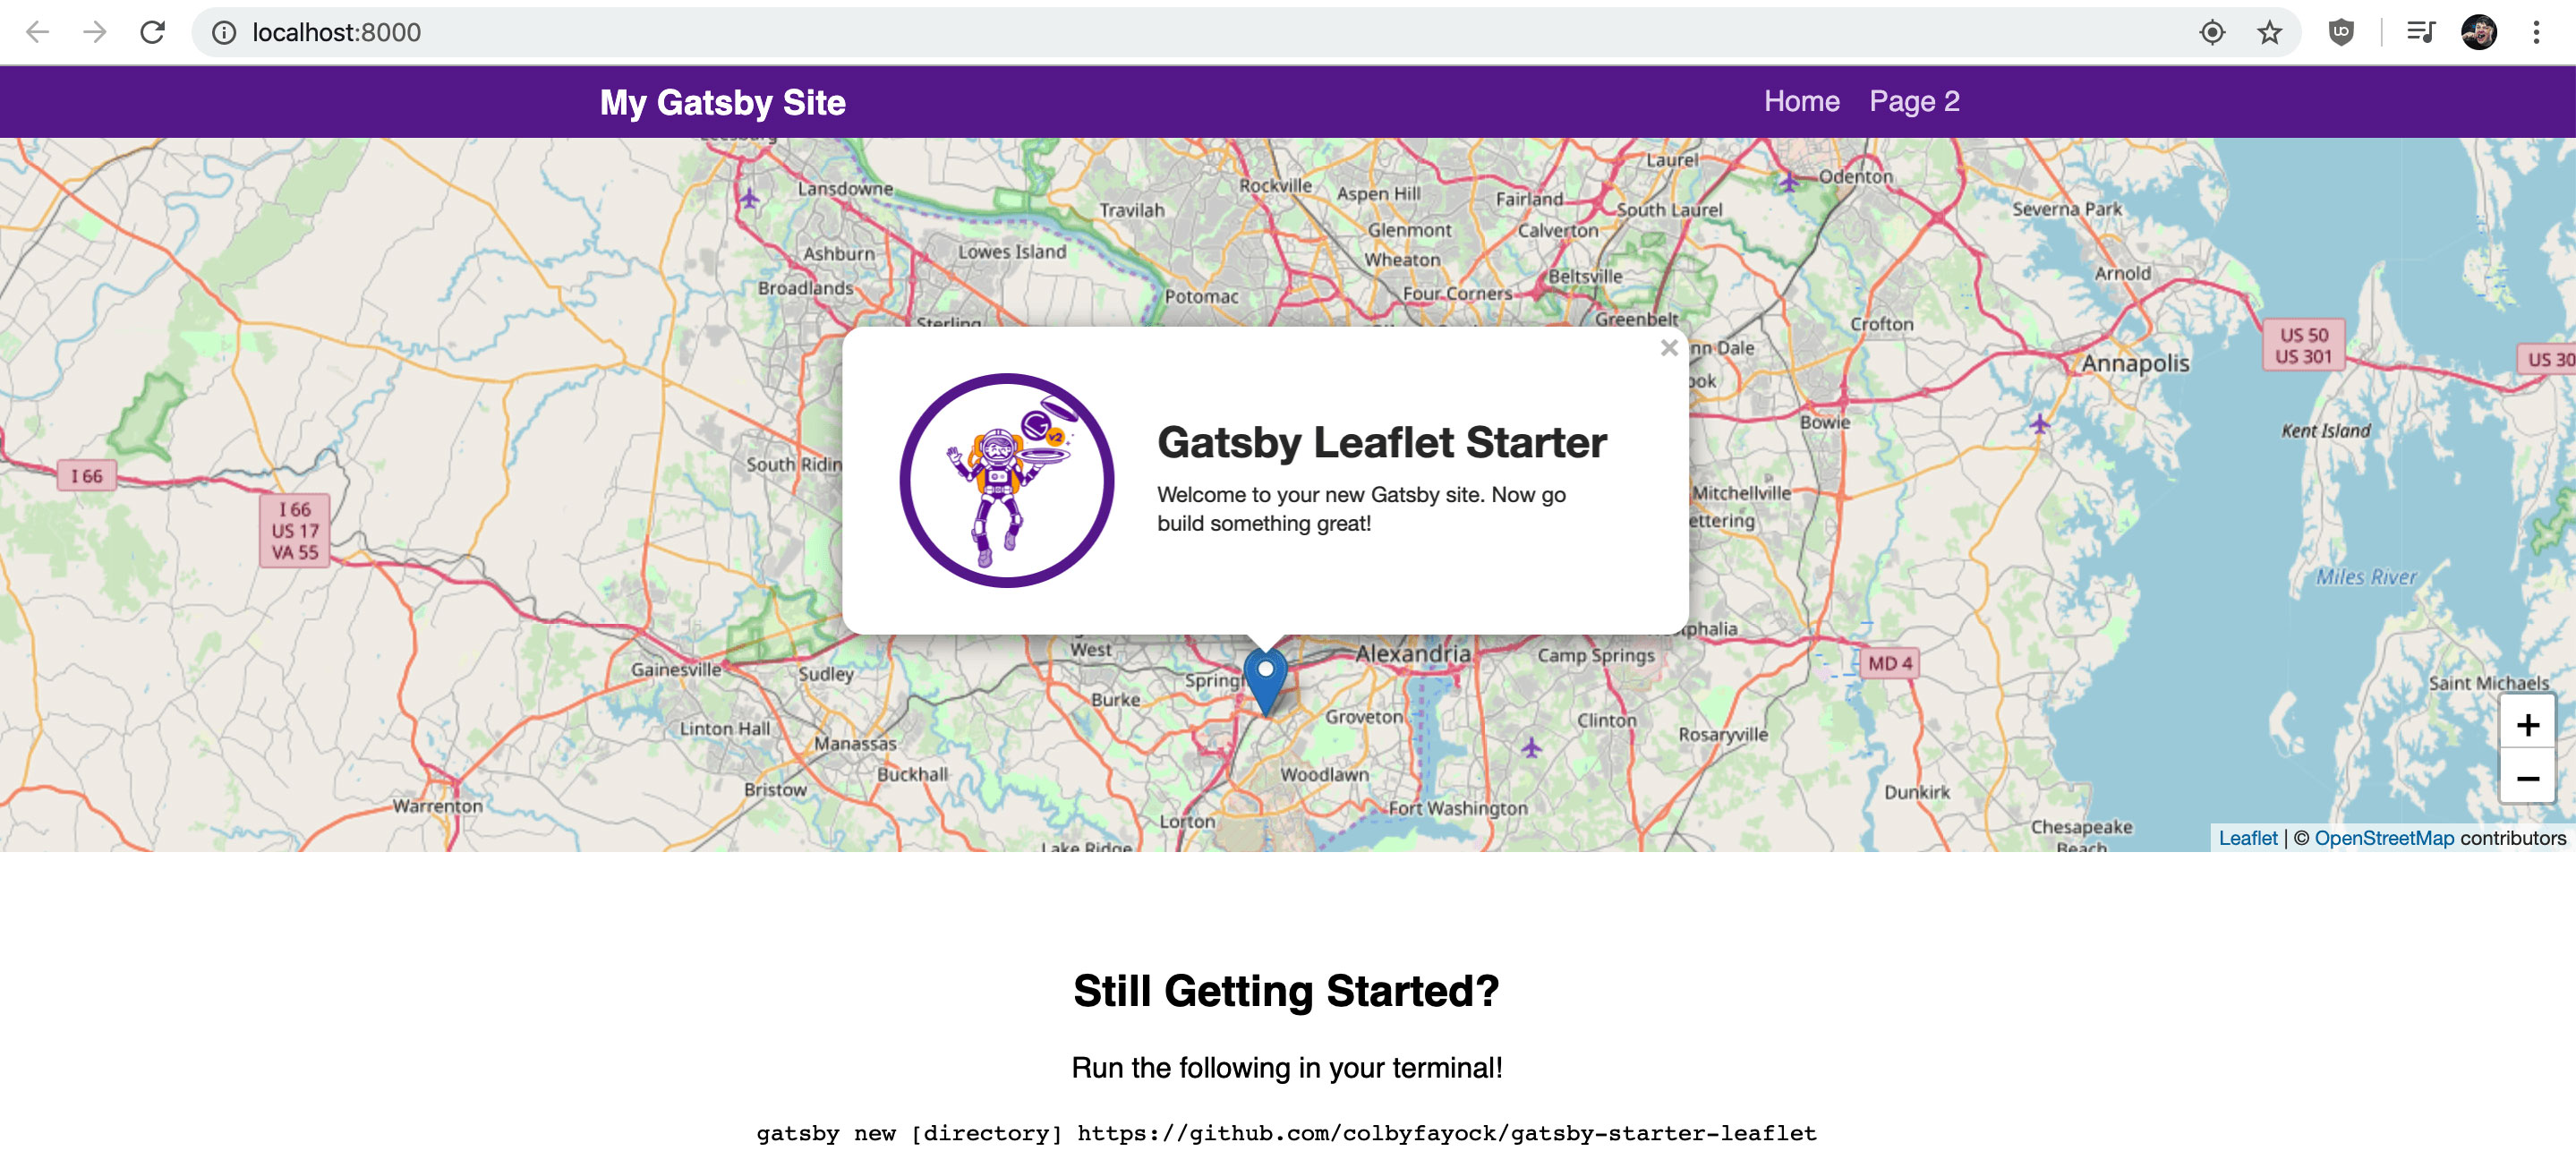 localhost:8000
My Gatsby Site
Home Page 2
Lansdowne
Laurel
Rockville
Aspen Hill
Odenton
Travilah
Fairland
South Laurel
Severna Park
Ashburn
Lowes Island
Glenmont
Calverton
Wheaton
Arnold
Broadlands
Potomac
Four Corners
Beltsville
Sterling
Greenbelt
Crofton
US 50
US 301
US 30
nn Dale
Annapolis
×
ook
Gatsby Leaflet Starter
v2
Bowie
Kent Island
South Ridin
I 66
Welcome to your new Gatsby site. Now go
build something great!
Mitchellville
ettering
I 66
US 17
VA 55
Miles River
phalia
West
Alexandria
Camp Springs
MD 4
Gainesville
Sudley
Springf
Saint Michaels
Burke
Groveton
Clinton
Linton Hall
Manassas
Rosaryville
+
Buckhall
Woodlawn
−
Bristow
Dunkirk
Warrenton
Fort Washington
Lorton
Chesapeake
Beach
Lake Ridge
Leaflet | © OpenStreetMap contributors
Still Getting Started?
Run the following in your terminal!
gatsby new [directory] https://github.com/colbyfayock/gatsby-starter-leaflet